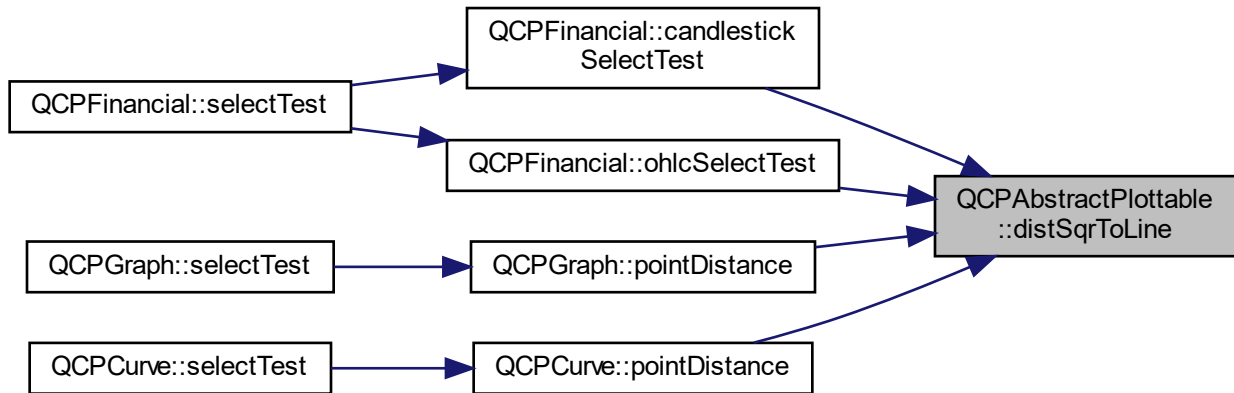 QCPFinancial::candlestick
SelectTest
QCPFinancial::selectTest
QCPFinancial::ohlcSelectTest
QCPAbstractPlottable
::distSqrToLine
QCPGraph::selectTest
QCPGraph::pointDistance
QCPCurve::selectTest
QCPCurve::pointDistance